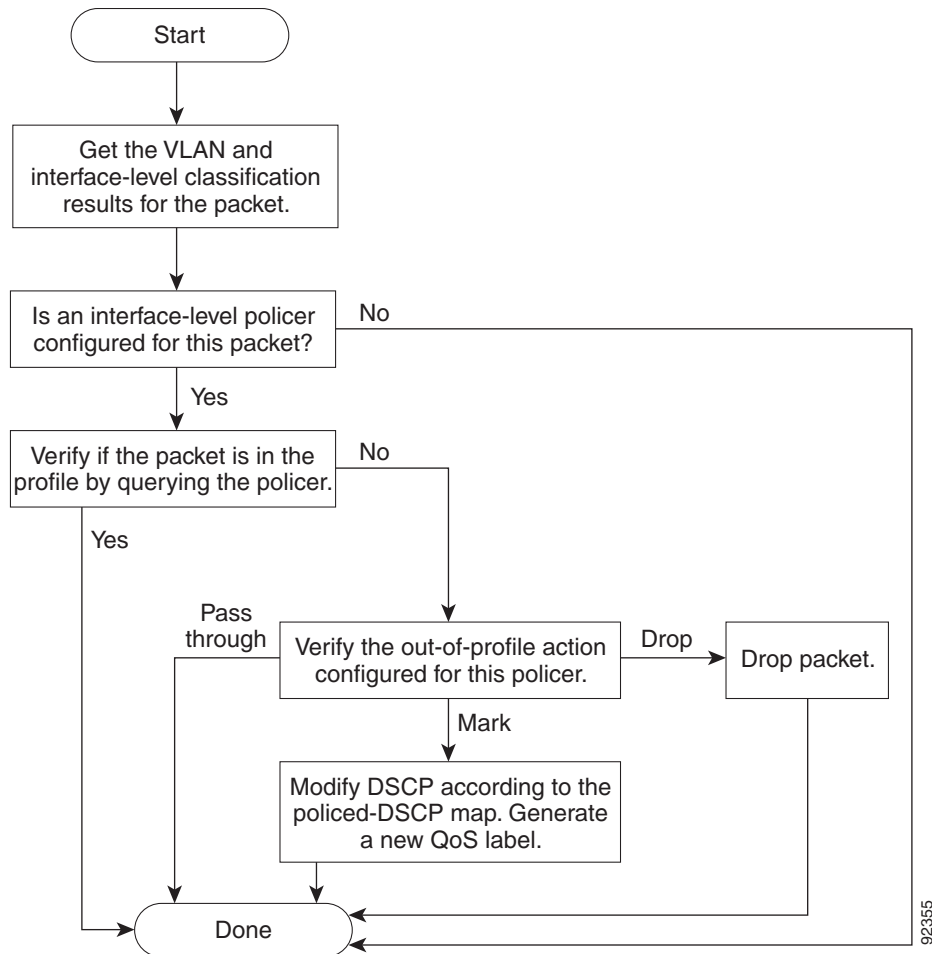 Start
Get the VLAN and
interface-level classification
results for the packet.
Is an interface-level policer
configured for this packet?
No
Yes
Verify if the packet is in the
profile by querying the policer.
No
Yes
Pass
through
Verify the out-of-profile action
configured for this policer.
Drop
Drop packet.
Mark
Modify DSCP according to the
policed-DSCP map. Generate
a new QoS label.
Done
92355